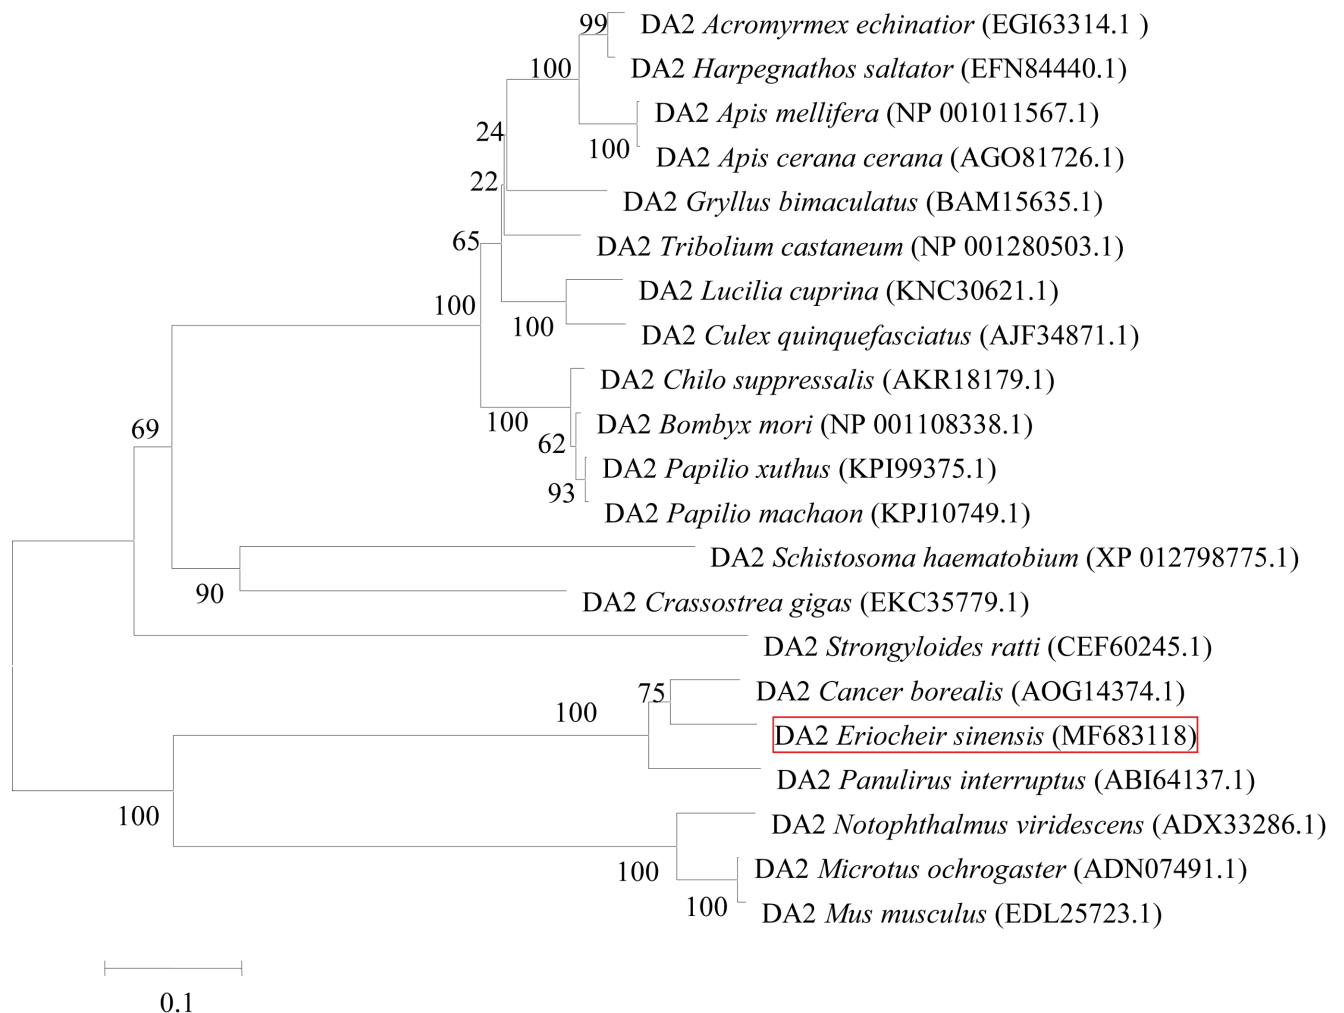 99 DA2 Acromyrmex echinatior (EGI63314.1 )
100 DA2 Harpegnathos saltator (EFN84440.1)
DA2 Apis mellifera (NP 001011567.1)
24
100 DA2 Apis cerana cerana (AGO81726.1)
22
DA2 Gryllus bimaculatus (BAM15635.1)
65 DA2 Tribolium castaneum (NP 001280503.1)
DA2 Lucilia cuprina (KNC30621.1)
100
100 DA2 Culex quinquefasciatus (AJF34871.1)
DA2 Chilo suppressalis (AKR18179.1)
100 DA2 Bombyx mori (NP 001108338.1)
69 62
DA2 Papilio xuthus (KPI99375.1)
93
DA2 Papilio machaon (KPJ10749.1)
DA2 Schistosoma haematobium (XP 012798775.1)
90 DA2 Crassostrea gigas (EKC35779.1)
DA2 Strongyloides ratti (CEF60245.1)
75 DA2 Cancer borealis (AOG14374.1)
100
DA2 Eriocheir sinensis (MF683118)
DA2 Panulirus interruptus (ABI64137.1)
100 DA2 Notophthalmus viridescens (ADX33286.1)
100 DA2 Microtus ochrogaster (ADN07491.1)
100 DA2 Mus musculus (EDL25723.1)
0.1